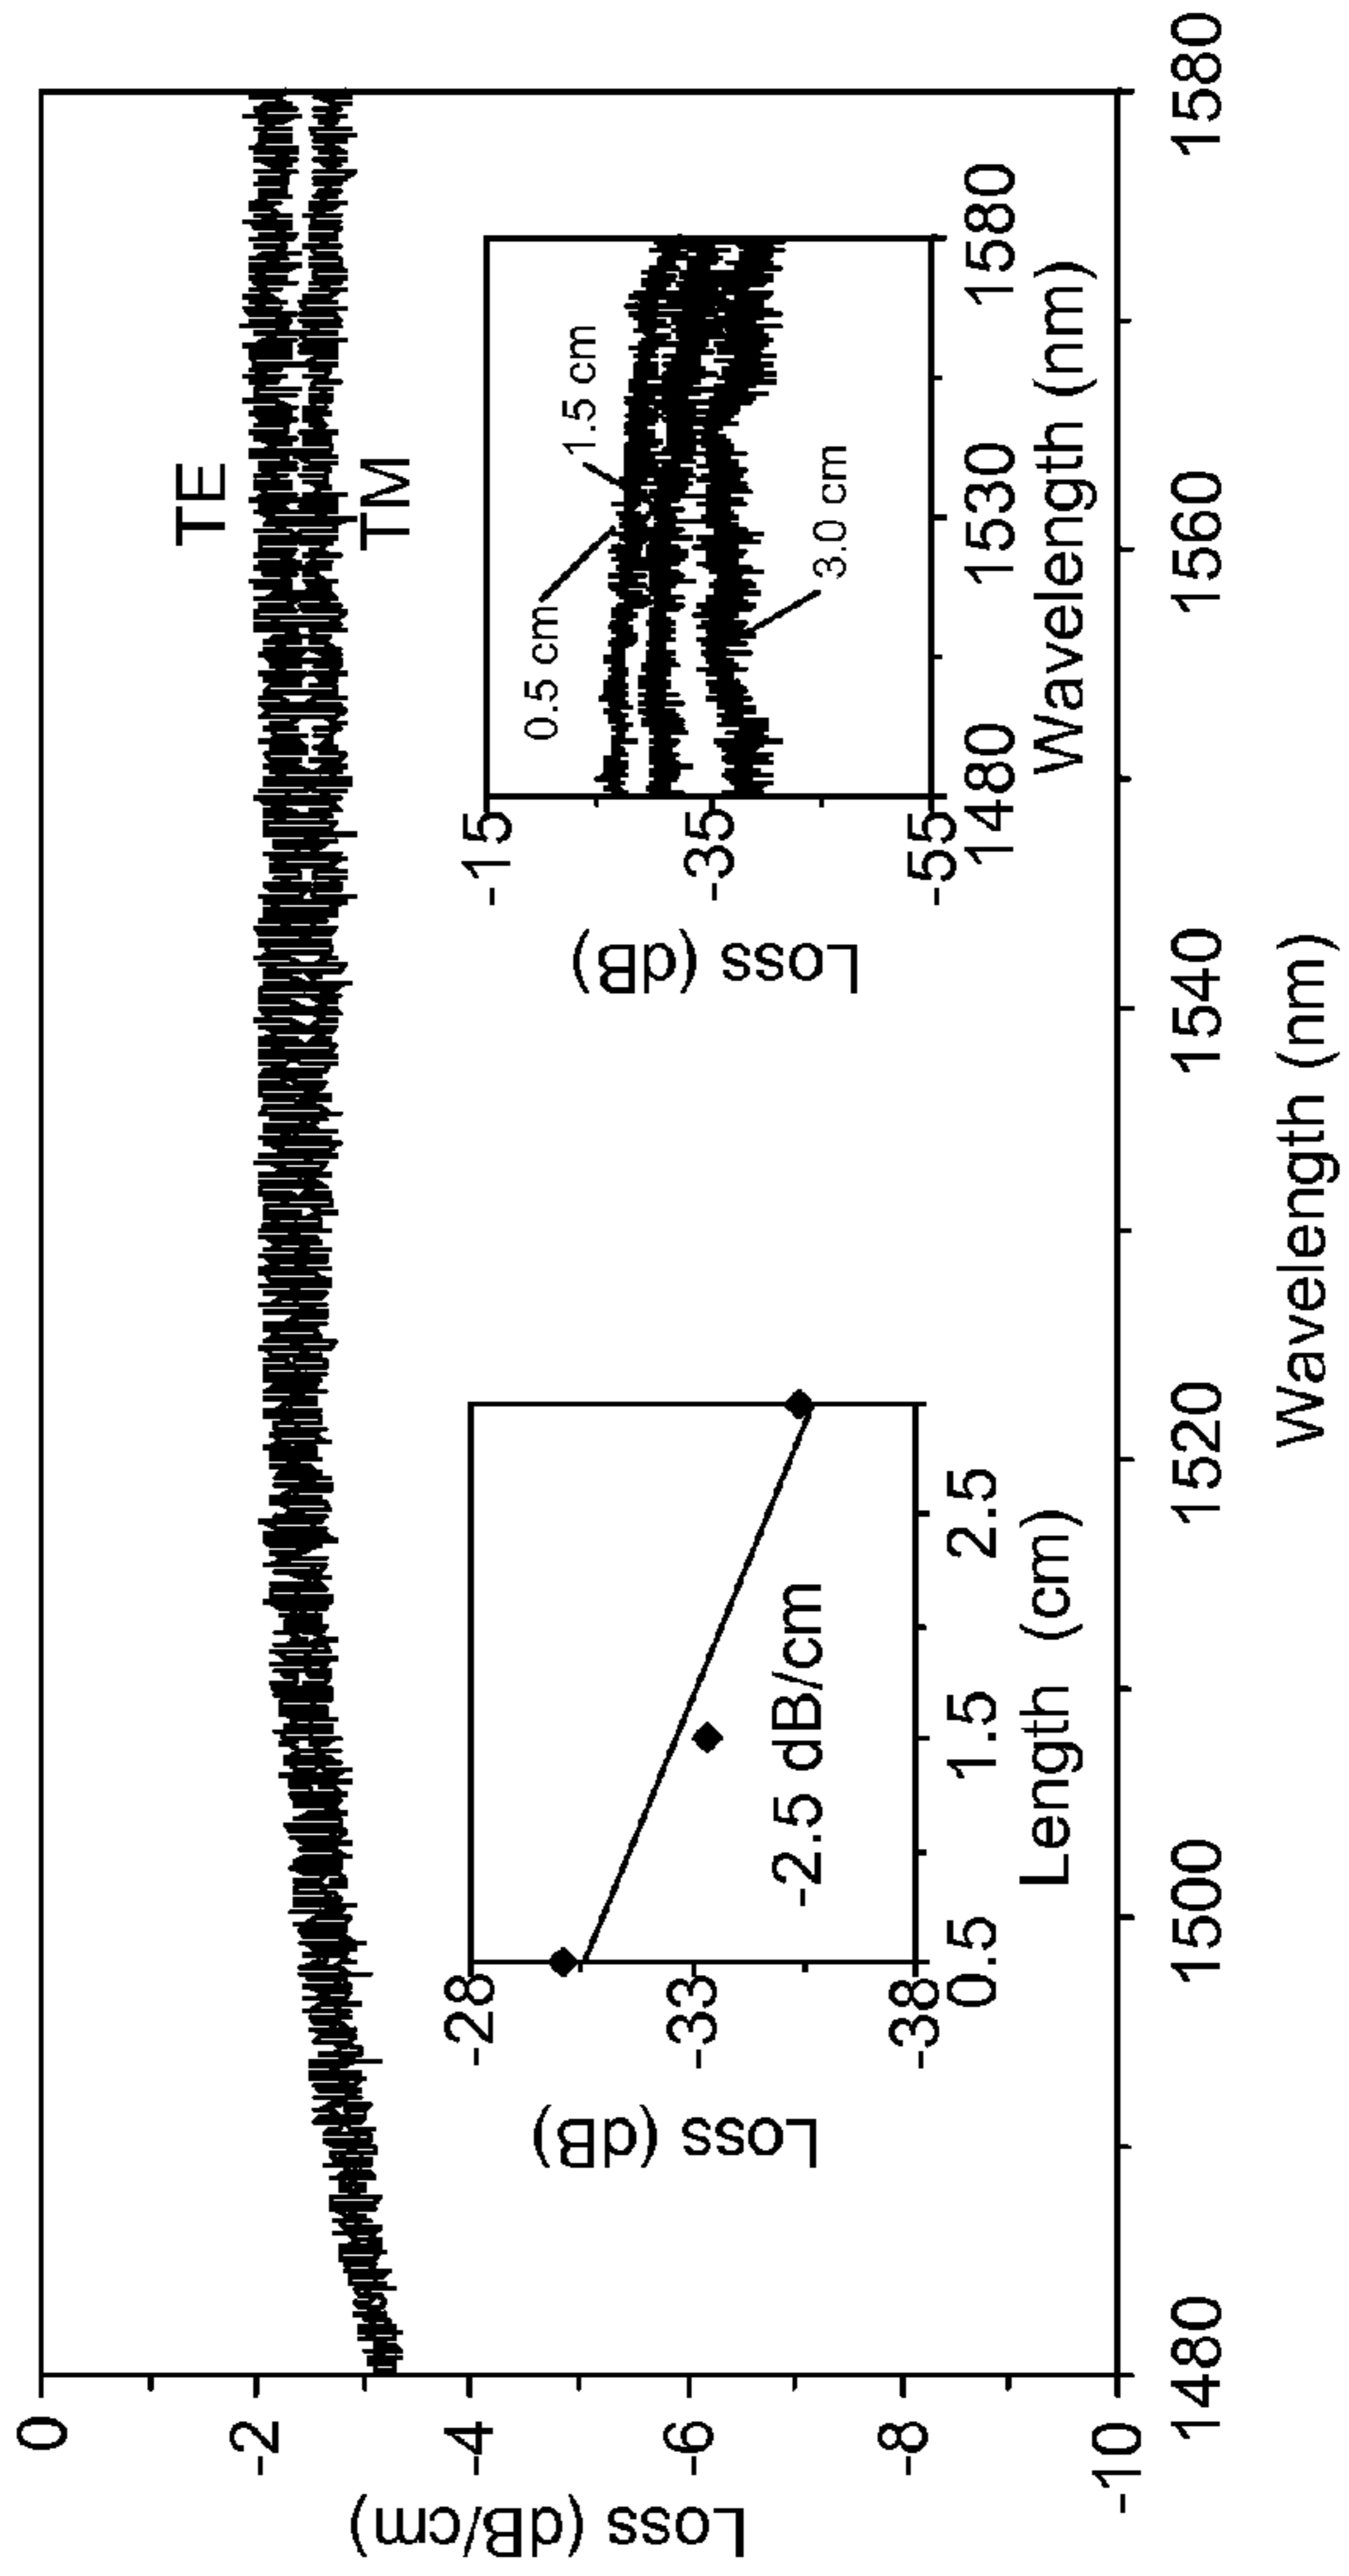 0
-2
-4
-6
-8
-10
Loss (dB/cm)
TE
TM
-28
-33
-38
Loss (dB)
-2.5 dB/cm
0.5
1.5
2.5
Length (cm)
-15
-35
-55
Loss (dB)
0.5 cm
1.5 cm
3.0 cm
1480
1530
1580
Wavelength (nm)
1480
1500
1520
1540
1560
1580
Wavelength (nm)